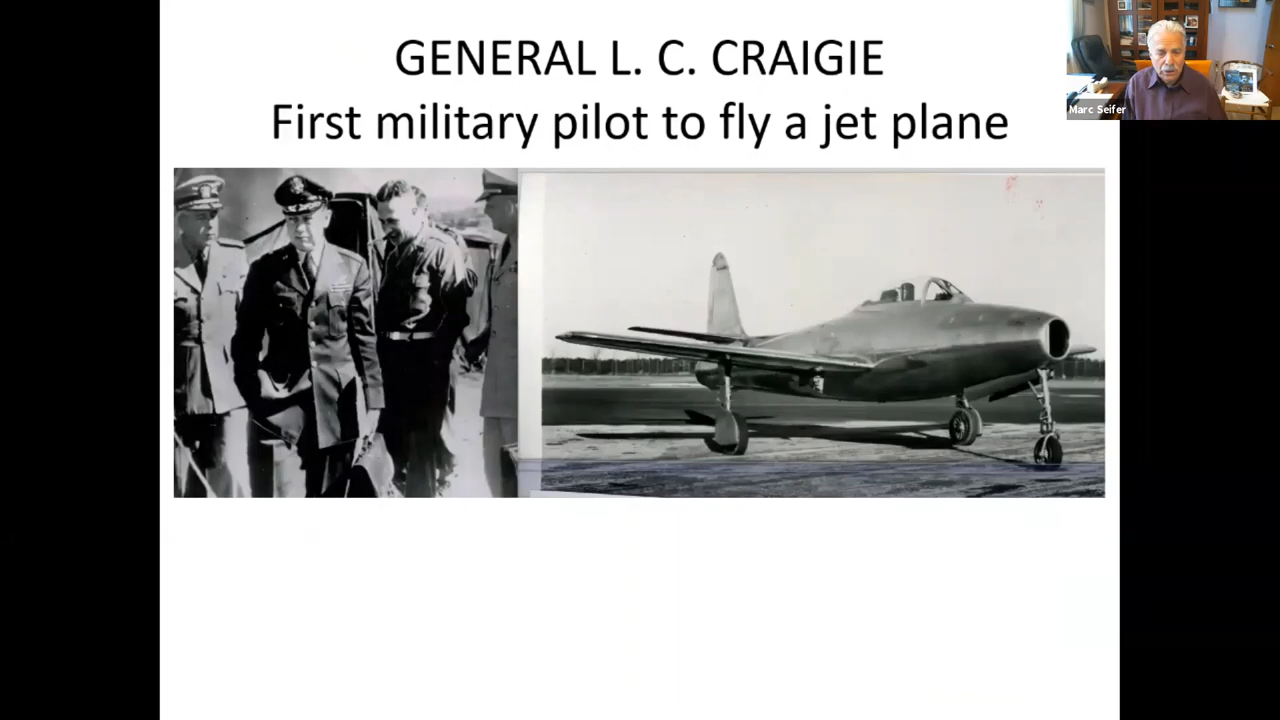 GENERAL L. C. CRAIGIE
First military pilot to fly a jet plane
Marc Seifer